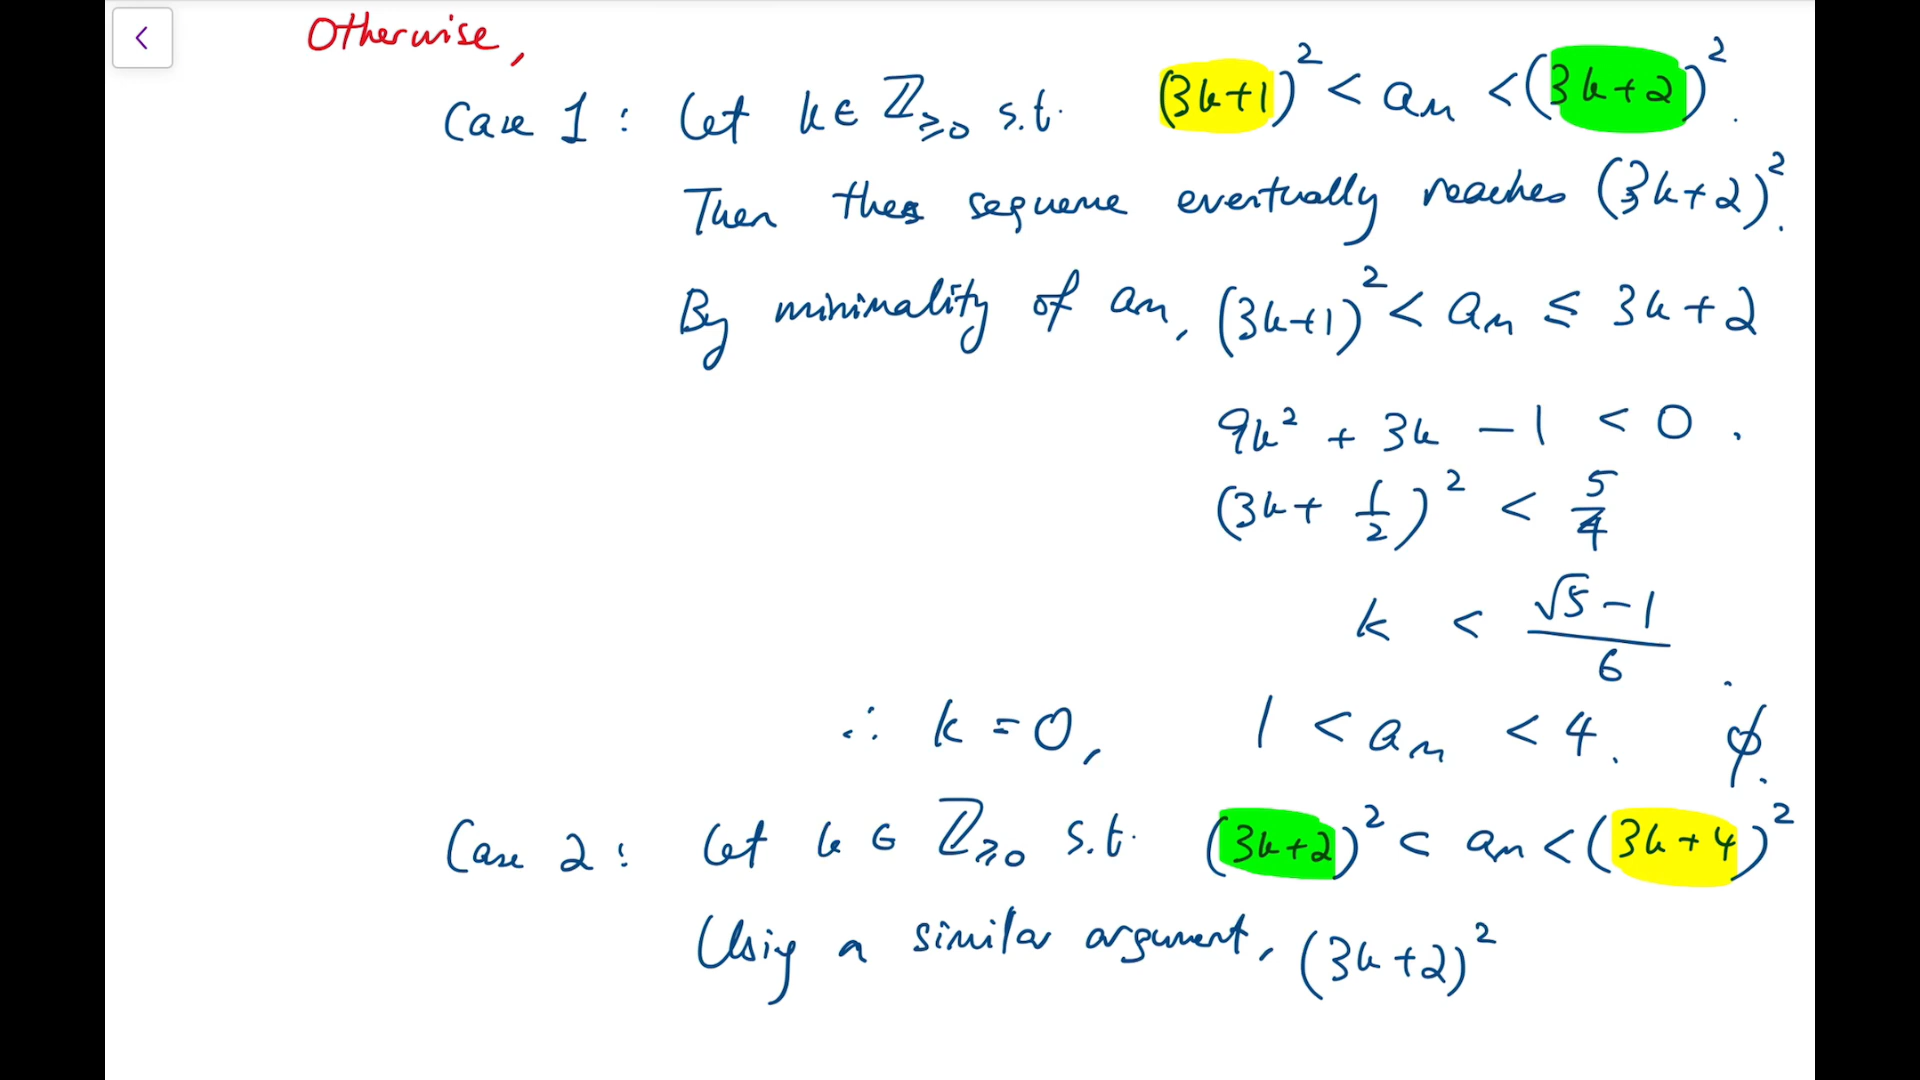 Otherwise,
Case 1 : Let k ∈ ℤ≥0 s.t. (3k+1)² < aₘ < (3k+2)².
Then the sequence eventually reaches (3k+2)².
By minimality of aₘ, (3k+1)² < aₘ ≤ 3k+2
9k² + 3k - 1 < 0.
(3k + 1/2)² < 5/4
k < (√5 - 1)/6.
∴ k = 0, 1 < aₘ < 4. ∅.
Case 2 : Let k ∈ ℤ≥0 s.t. (3k+2)² < aₘ < (3k+4)²
Using a similar argument, (3k+2)²